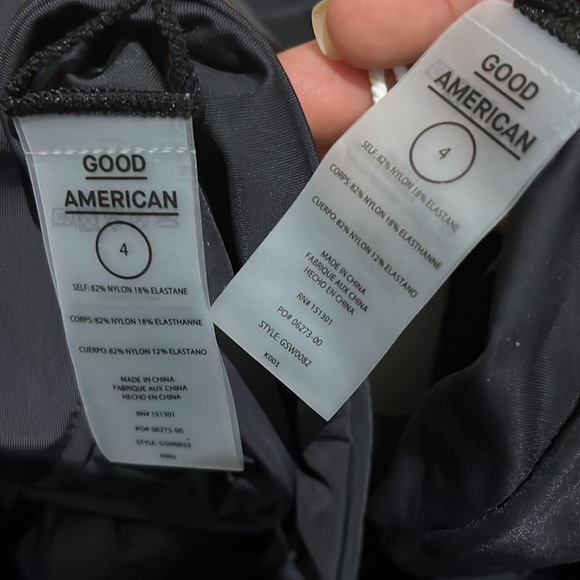 GOOD
AMERICAN
4
SELF: 82% NYLON 18% ELASTANE
CORPS: 82% NYLON 18% ELASTHANNE
CUERPO: 82% NYLON 12% ELASTANO
MADE IN CHINA
FABRIQUE AUX CHINA
HECHO EN CHINA
RN# 151301
PO# 06273-00
STYLE: GSW0033
K001
GOOD
AMERICAN
4
SELF: 82% NYLON 18% ELASTANE
CORPS: 82% NYLON 18% ELASTHANNE
CUERPO: 82% NYLON 12% ELASTANO
MADE IN CHINA
FABRIQUE AUX CHINA
HECHO EN CHINA
RN# 151301
PO# 06273-00
STYLE: GSW0082
K001